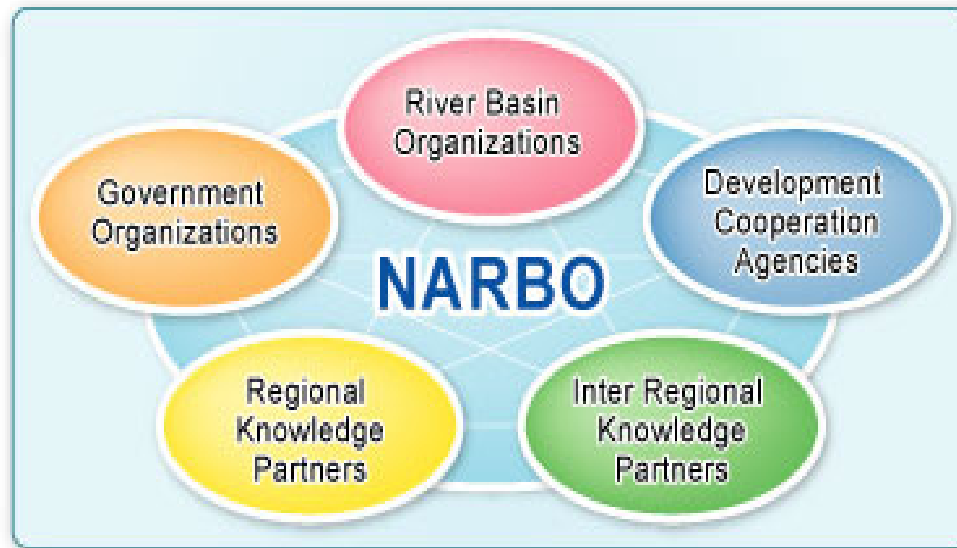 River Basin
Organizations
Government
Organizations
Development
Cooperation
Agencies
NARBO
Regional
Knowledge
Partners
Inter Regional
Knowledge
Partners